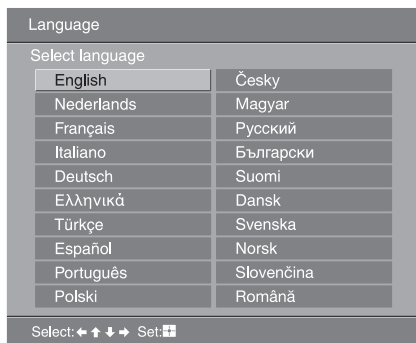 Language
Select language
English Česky
Nederlands Magyar
Français Русский
Italiano Български
Deutsch Suomi
Ελληνικά Dansk
Türkçe Svenska
Español Norsk
Português Slovenčina
Polski Română
Select: ←↑↓→ Set: